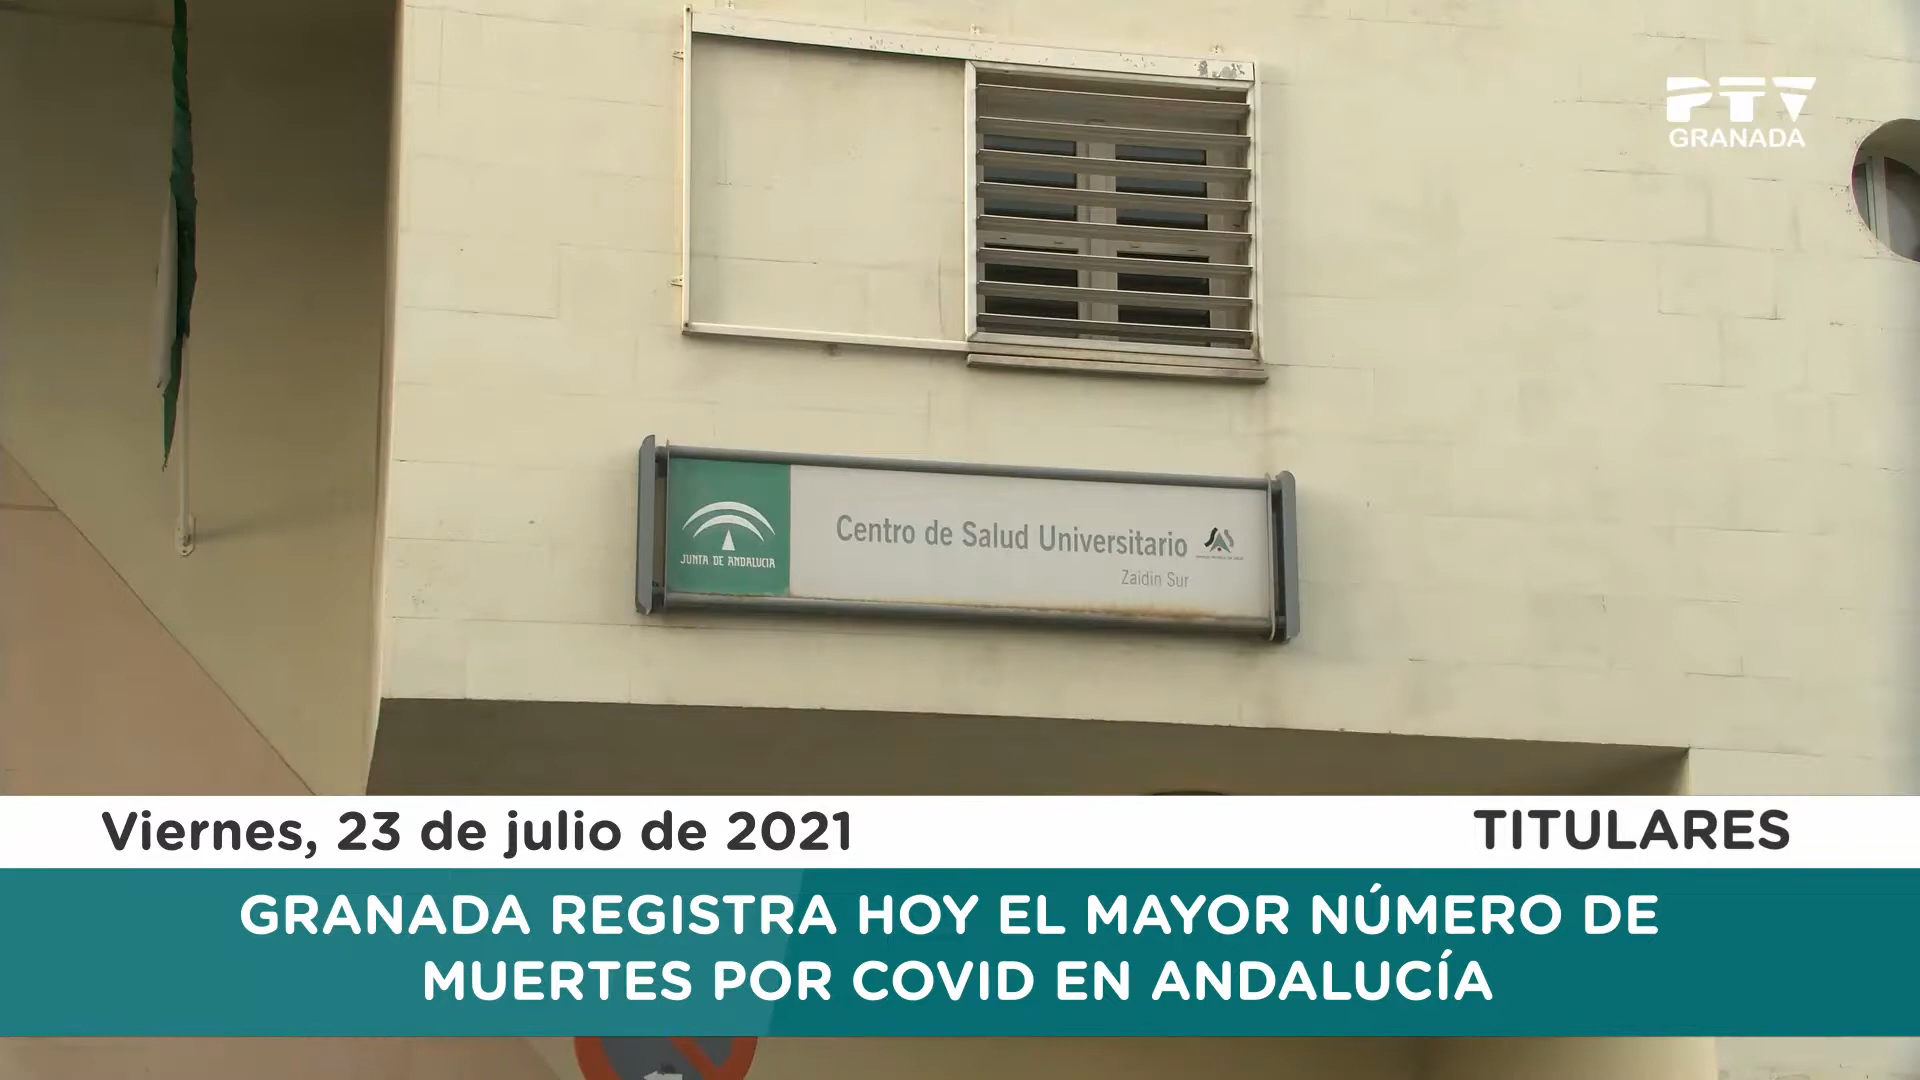 PTV
GRANADA
JUNTA DE ANDALUCIA
Centro de Salud Universitario
Zaidín Sur
Viernes, 23 de julio de 2021
TITULARES
GRANADA REGISTRA HOY EL MAYOR NÚMERO DE
MUERTES POR COVID EN ANDALUCÍA